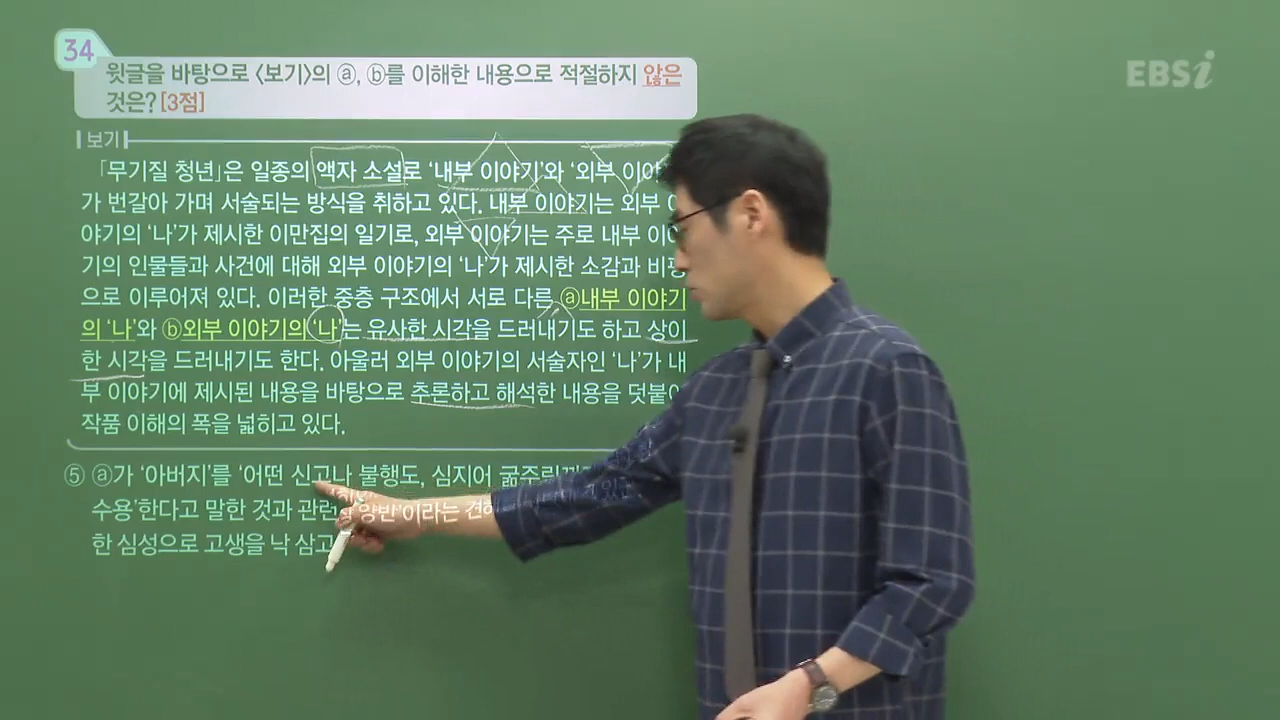 34
EBSi
윗글을 바탕으로 <보기>의 ⓐ, ⓑ를 이해한 내용으로 적절하지 않은
것은? [3점]
보기
「무기질 청년」은 일종의 액자 소설로 '내부 이야기'와 '외부
가 번갈아 가며 서술되는 방식을 취하고 있다. 내부 이야기는 외부
야기의 '나'가 제시한 이만집의 일기로, 외부 이야기는 주로 내부
기의 인물들과 사건에 대해 외부 이야기의 '나'가 제시한 소감과
으로 이루어져 있다. 이러한 중층 구조에서 서로 다른 ⓐ내부 이야기
의 '나'와 ⓑ외부 이야기의 '나'는 유사한 시각을 드러내기도 하고 상이
한 시각을 드러내기도 한다. 아울러 외부 이야기의 서술자인 '나'가 내
부 이야기에 제시된 내용을 바탕으로 추론하고 해석한 내용을
작품 이해의 폭을 넓히고 있다.
⑤ ⓐ가 '아버지'를 '어떤 신고나 불행도, 심지어
수용'한다고 말한 것과 '양반'이라는
한 심성으로 고생을 낙 삼고